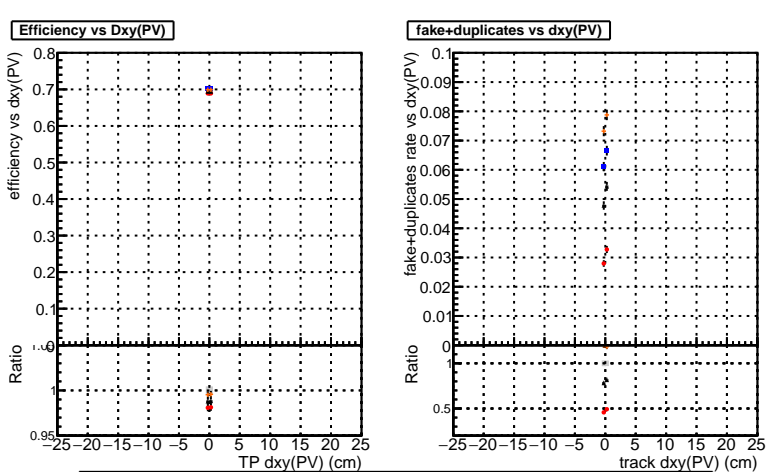 Efficiency vs Dxy(PV)
efficiency vs dxy(PV)
0.8
0.7
0.6
0.5
0.4
0.3
0.2
0.1
0
Ratio
1
0.95
−25 −20 −15 −10 −5 0 5 10 15 20 25
TP dxy(PV) (cm)
fake+duplicates vs dxy(PV)
fake+duplicates rate vs dxy(PV)
0.1
0.09
0.08
0.07
0.06
0.05
0.04
0.03
0.02
0.01
0
Ratio
1
0.5
−25 −20 −15 −10 −5 0 5 10 15 20 25
track dxy(PV) (cm)